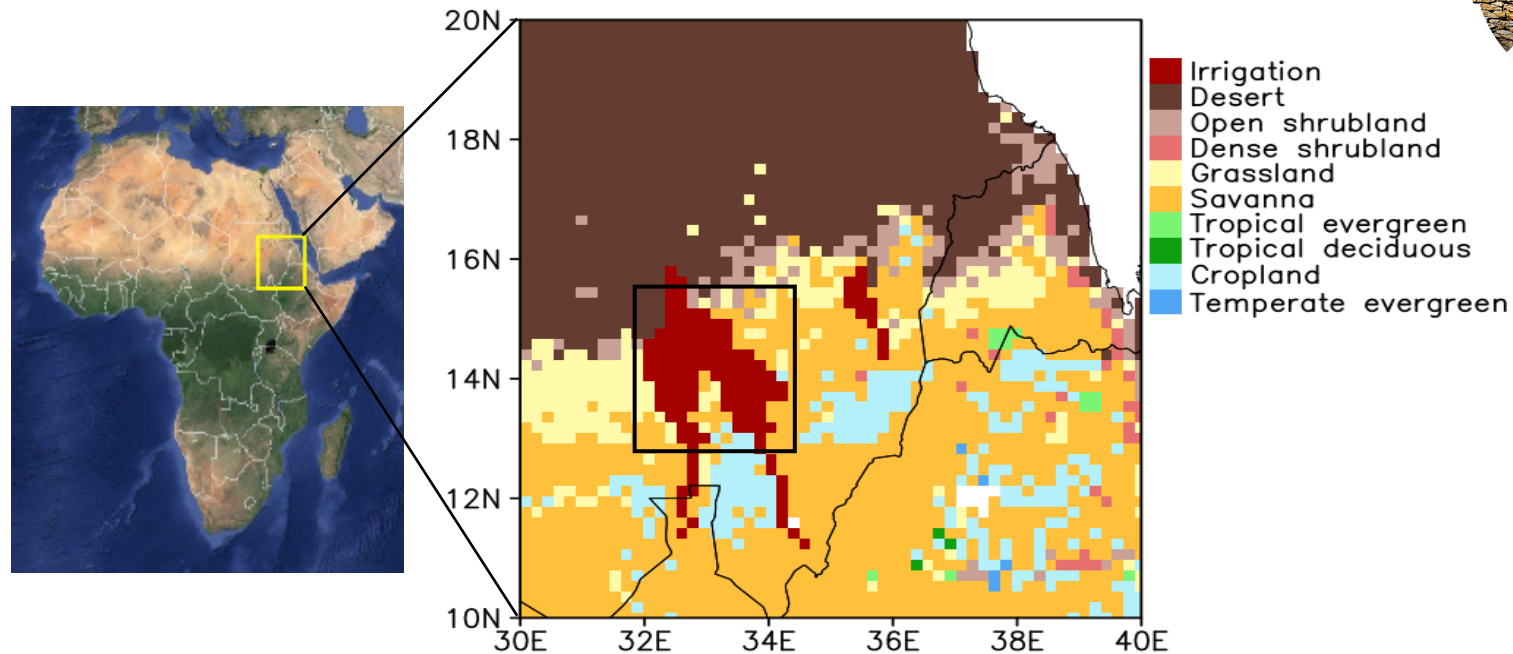 20N
18N
16N
14N
12N
10N
30E 32E 34E 36E 38E 40E
Irrigation
Desert
Open shrubland
Dense shrubland
Grassland
Savanna
Tropical evergreen
Tropical deciduous
Cropland
Temperate evergreen